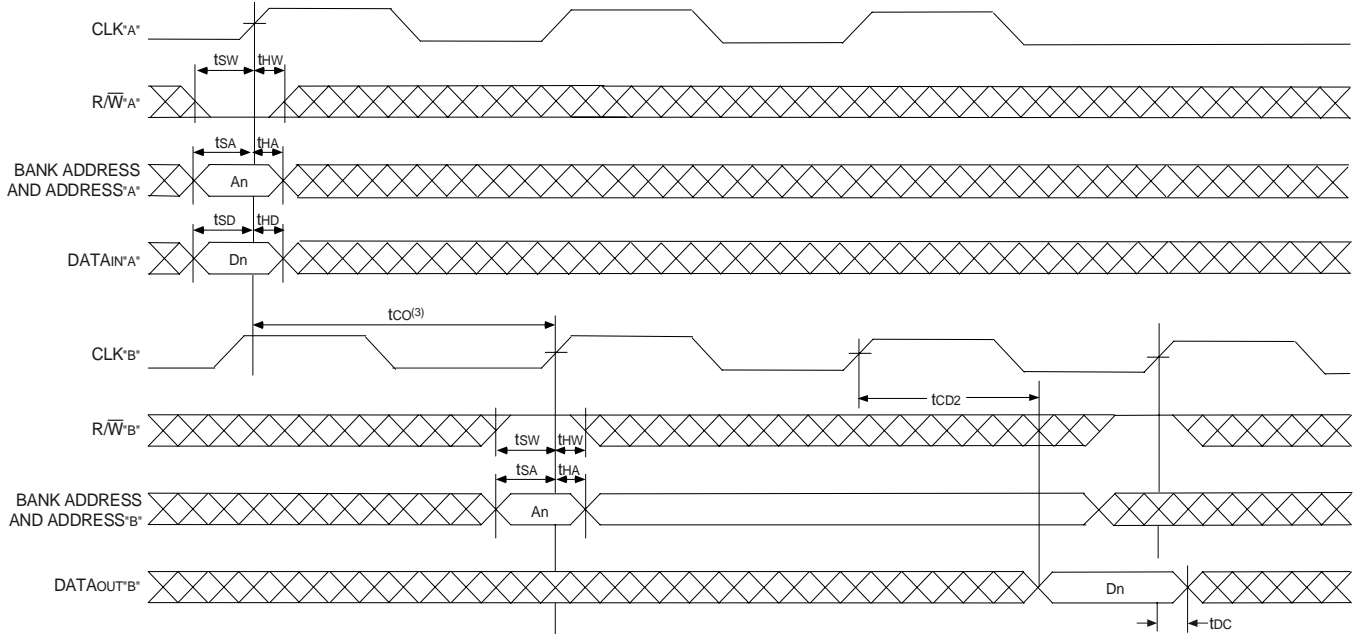 CLK"A"
tSW tHW
R/W̅"A"
tSA tHA
BANK ADDRESS
AND ADDRESS"A"
An
tSD tHD
DATAIN"A"
Dn
tCO(3)
CLK"B"
tCD2
R/W̅"B"
tSW tHW
tSA tHA
BANK ADDRESS
AND ADDRESS"B"
An
DATAOUT"B"
Dn
tDC